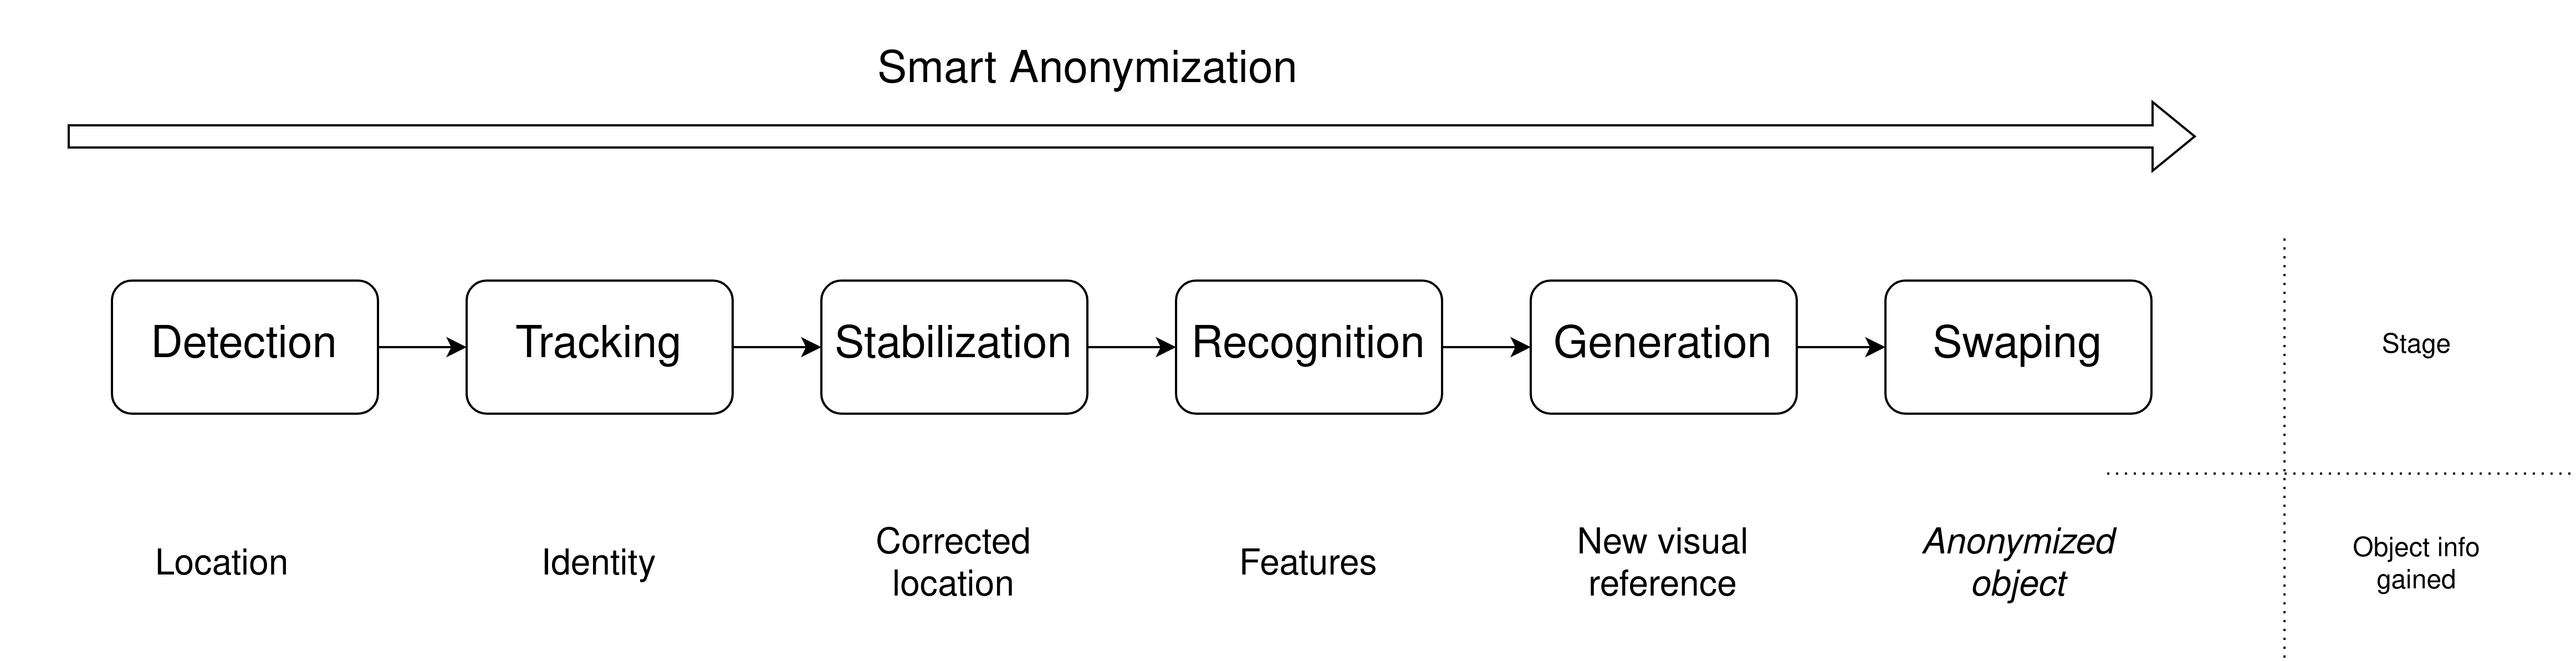 Smart Anonymization
Detection
Tracking
Stabilization
Recognition
Generation
Swaping
Stage
Location
Identity
Corrected
location
Features
New visual
reference
Anonymized
object
Object info
gained